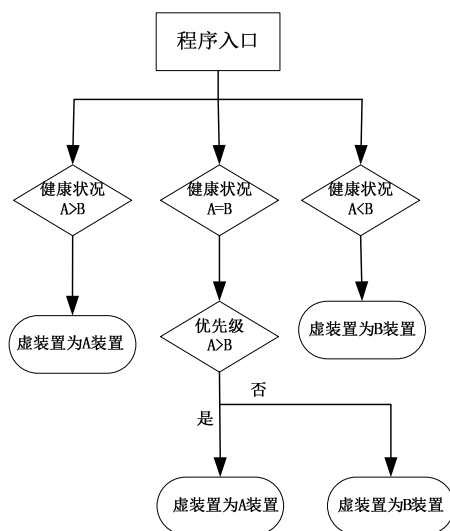 程序入口
健康状况
A>B
健康状况
A=B
健康状况
A<B
虚装置为A装置
优先级
A>B
虚装置为B装置
否
是
虚装置为A装置
虚装置为B装置